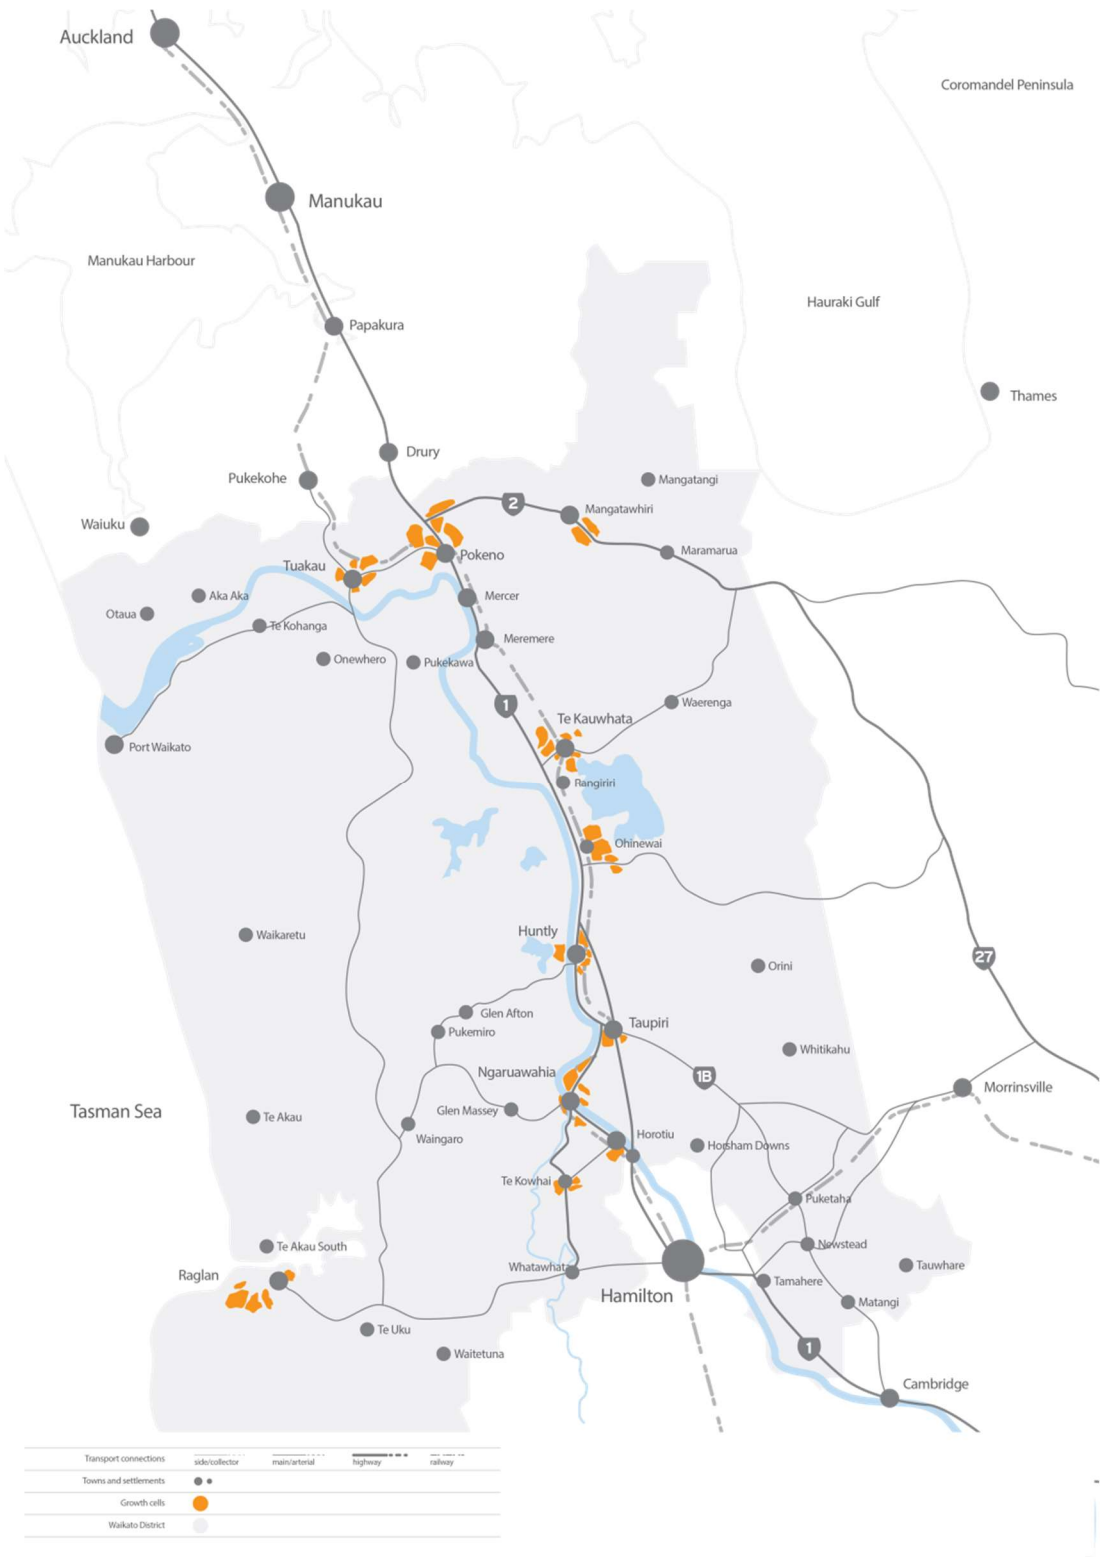 Auckland
Coromandel Peninsula
Manukau
Manukau Harbour
Hauraki Gulf
Papakura
Thames
Drury
Pukekohe
Mangatangi
2
Mangatawhiri
Waiuku
Maramarua
Pokeno
Tuakau
Aka Aka
Mercer
Otaua
Te Kohanga
Meremere
Onewhero
Pukekawa
1
Waerenga
Te Kauwhata
Port Waikato
Rangiriri
Ohinewai
Huntly
Waikaretu
27
Orini
Glen Afton
Taupiri
Pukemiro
Whitikahu
Ngaruawahia
1B
Morrinsville
Tasman Sea
Glen Massey
Te Akau
Waingaro
Horotiu
Horsham Downs
Te Kowhai
Puketaha
Te Akau South
Newstead
Raglan
Whatawhat
Tauwhare
Hamilton
Tamahere
Matangi
Te Uku
1
Waitetuna
Cambridge
Transport connections
side/collector
main/arterial
highway
railway
Towns and settlements
Growth cells
Waikato District